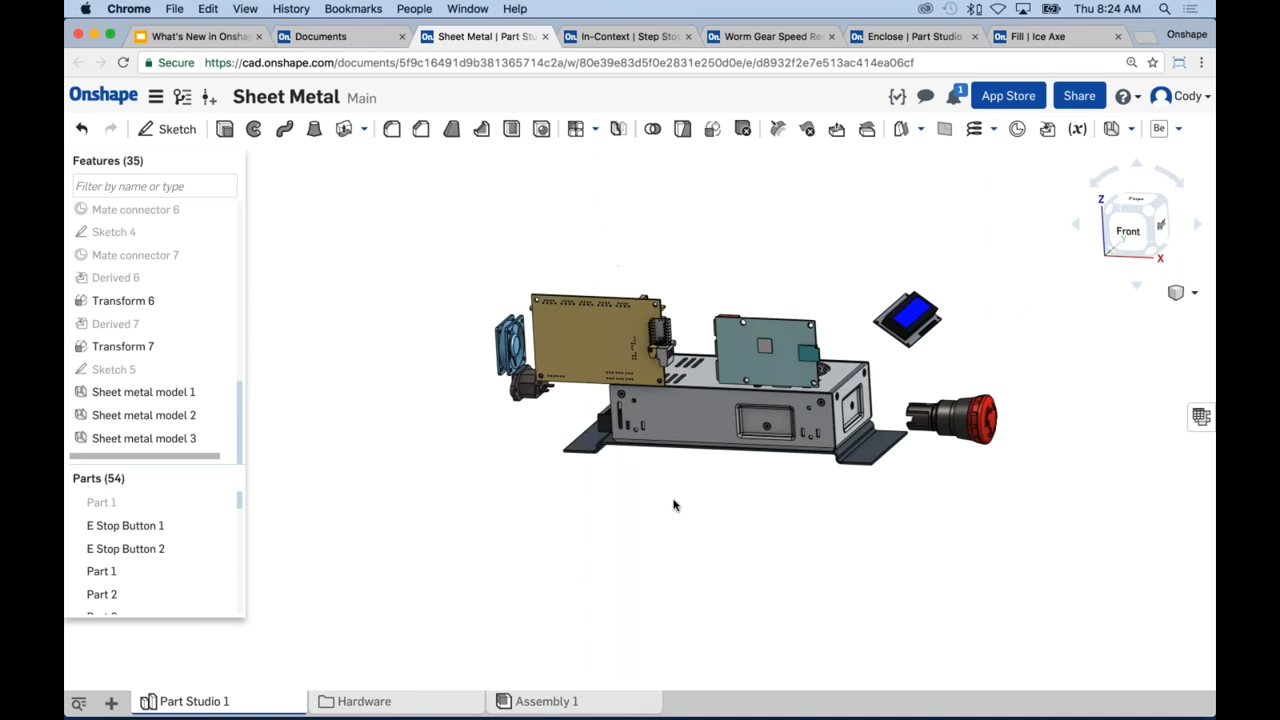 Chrome File Edit View History Bookmarks People Window Help Thu 8:24 AM
What's New in Onsha
Documents
Sheet Metal | Part Stu
In-Context | Step Stoo
Worm Gear Speed Re
Enclose | Part Studio
Fill | Ice Axe
Onshape
Secure https://cad.onshape.com/documents/5f9c16491d9b381365714c2a/w/80e39e83d5f0e2831e250d0e/e/d8932f2e7e513ac414ea06cf
Onshape Sheet Metal Main 1 App Store Share Cody
Sketch (x) Be
Features (35)
Filter by name or type
Mate connector 6
Sketch 4
Mate connector 7
Derived 6
Transform 6
Derived 7
Transform 7
Sketch 5
Sheet metal model 1
Sheet metal model 2
Sheet metal model 3
Parts (54)
Part 1
E Stop Button 1
E Stop Button 2
Part 1
Part 2
Z
Front
Y
X
Part Studio 1
Hardware
Assembly 1